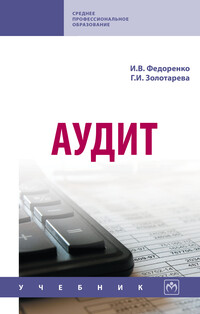 СРЕДНЕЕ
ПРОФЕССИОНАЛЬНОЕ
ОБРАЗОВАНИЕ
И.В. Федоренко
Г.И. Золотарева
АУДИТ
УЧЕБНИК